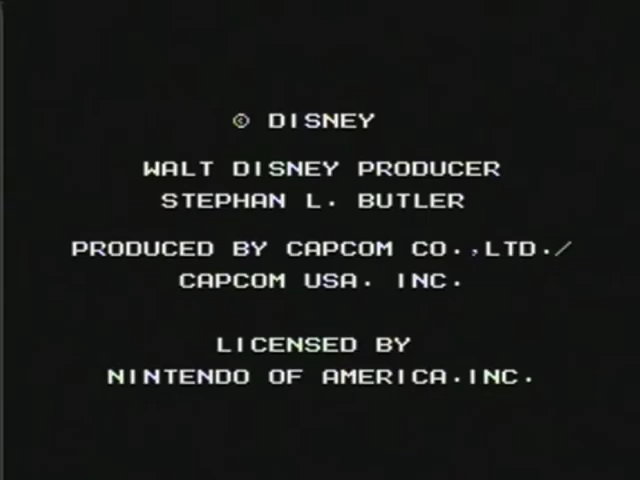 © DISNEY
WALT DISNEY PRODUCER
STEPHAN L. BUTLER
PRODUCED BY CAPCOM CO.,LTD./
CAPCOM USA. INC.
LICENSED BY
NINTENDO OF AMERICA.INC.